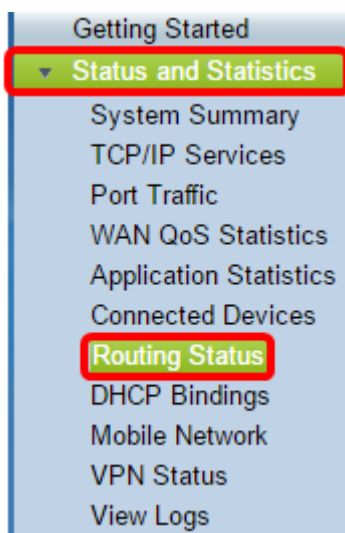 Getting Started
Status and Statistics
System Summary
TCP/IP Services
Port Traffic
WAN QoS Statistics
Application Statistics
Connected Devices
Routing Status
DHCP Bindings
Mobile Network
VPN Status
View Logs